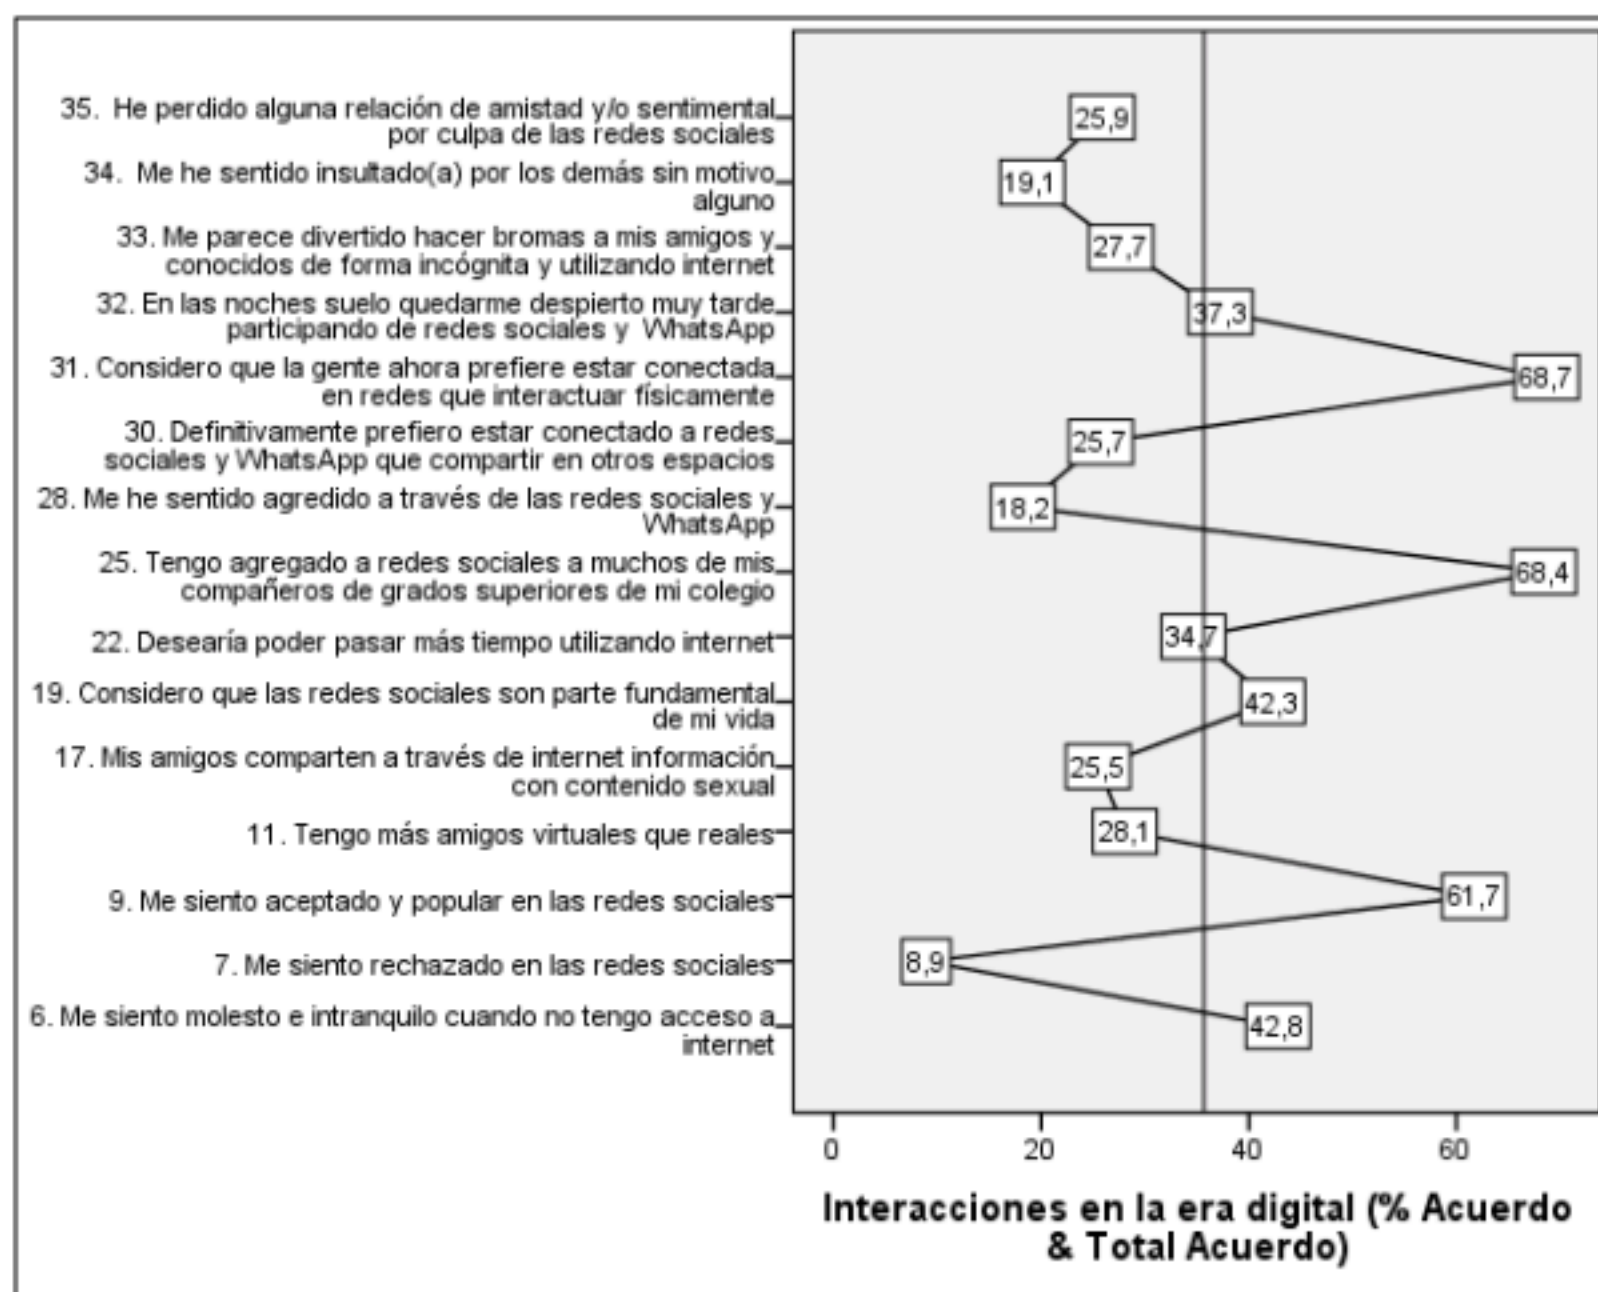 35. He perdido alguna relación de amistad y/o sentimental
por culpa de las redes sociales
25,9
34. Me he sentido insultado(a) por los demás sin motivo
alguno
19,1
33. Me parece divertido hacer bromas a mis amigos y
conocidos de forma incógnita y utilizando internet
27,7
32. En las noches suelo quedarme despierto muy tarde
participando de redes sociales y WhatsApp
37,3
31. Considero que la gente ahora prefiere estar conectada
en redes que interactuar físicamente
68,7
30. Definitivamente prefiero estar conectado a redes
sociales y WhatsApp que compartir en otros espacios
25,7
28. Me he sentido agredido a través de las redes sociales y
WhatsApp
18,2
25. Tengo agregado a redes sociales a muchos de mis
compañeros de grados superiores de mi colegio
68,4
22. Desearía poder pasar más tiempo utilizando internet
34,7
19. Considero que las redes sociales son parte fundamental
de mi vida
42,3
17. Mis amigos comparten a través de internet información
con contenido sexual
25,5
11. Tengo más amigos virtuales que reales
28,1
9. Me siento aceptado y popular en las redes sociales
61,7
7. Me siento rechazado en las redes sociales
8,9
6. Me siento molesto e intranquilo cuando no tengo acceso a
internet
42,8
0 20 40 60
Interacciones en la era digital (% Acuerdo
& Total Acuerdo)